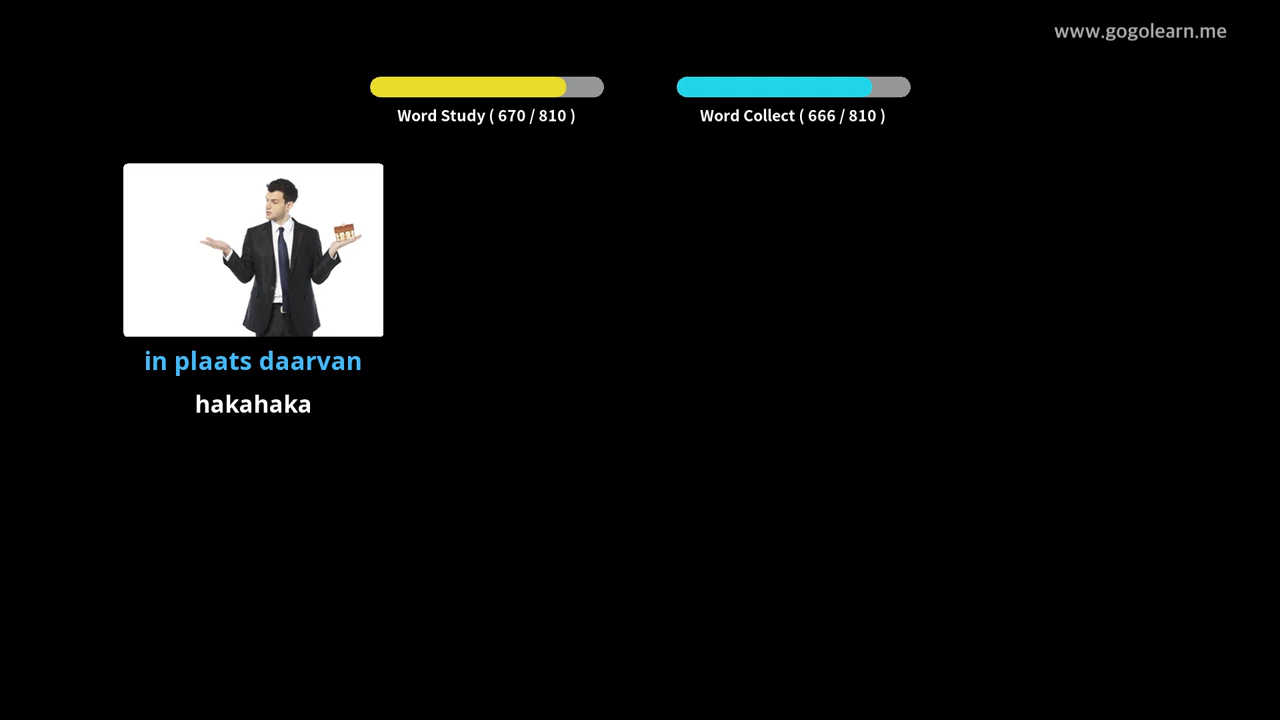 www.gogolearn.me
Word Study ( 670 / 810 )
Word Collect ( 666 / 810 )
in plaats daarvan
hakahaka